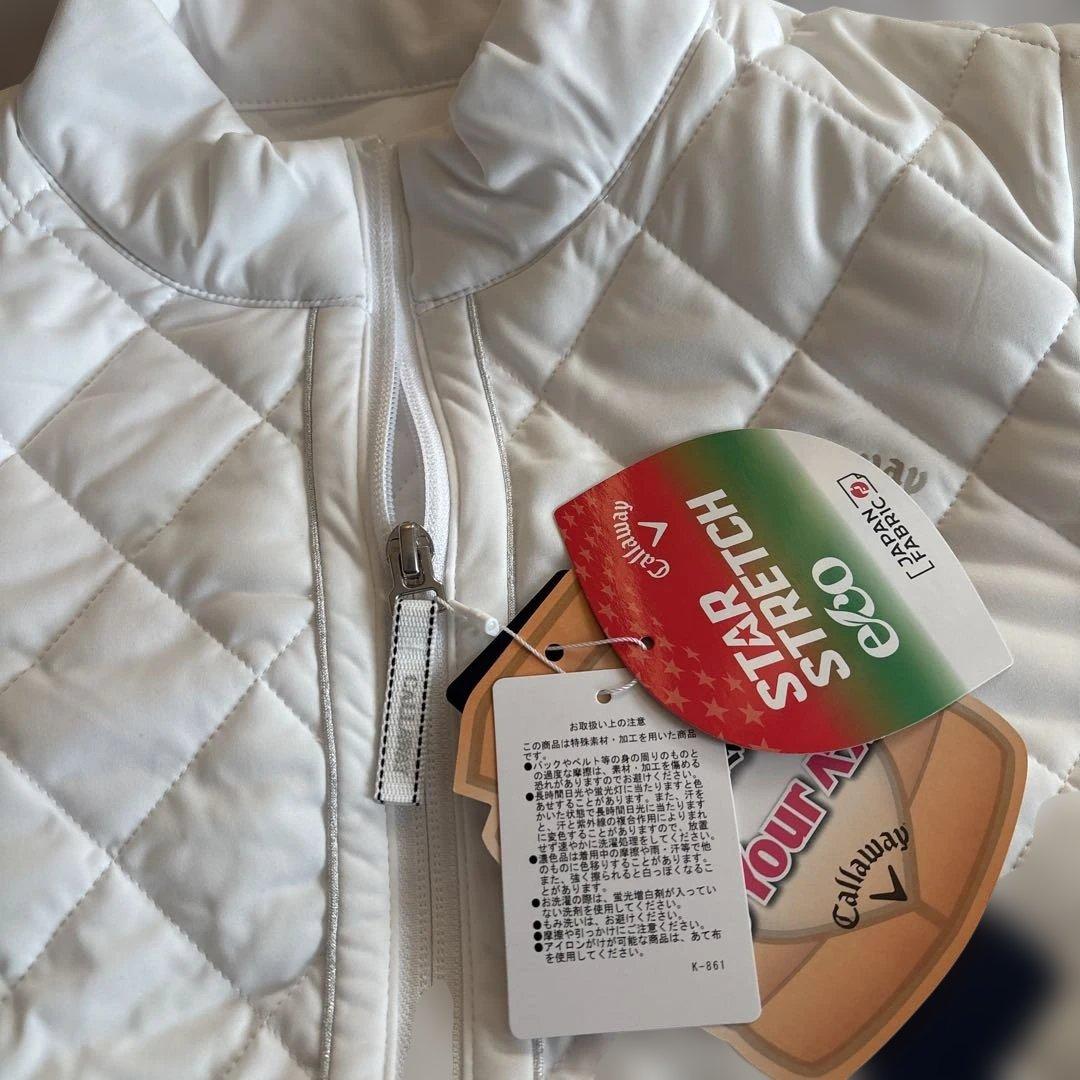 Callaway
STAR
STRETCH
eco
JAPAN
FABRIC
お取扱い上の注意
この商品は特殊素材・加工を用いた商品
です。
●バックやベルト等の身の周りのものと
の過度な摩擦は、素材・加工を傷める
恐れがありますのでお避けください。
●長時間日光や蛍光灯に当たりますと色
あせすることがあります。また、汗を
かいた状態で長時間日光に当たります
と、汗と紫外線の複合作用によりまれ
に変色することがありますので、放置
せず速やかに洗濯処理をしてください。
●濃色品は着用中の摩擦や雨・汗等で他
のものに色移りすることがあります。
また、強く擦られると白っぽくなるこ
とがあります。
●お洗濯の際は、蛍光増白剤が入ってい
ない洗剤を使用してください。
●もみ洗いは、お避けください。
●摩擦や引っかけにご注意ください。
●アイロンがけが可能な商品は、あて布
を使用してください。
K-861
Your
Callaway